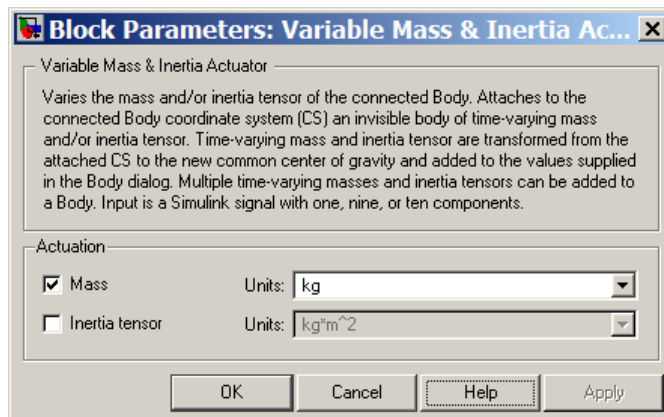 Block Parameters: Variable Mass & Inertia Ac...
Variable Mass & Inertia Actuator
Varies the mass and/or inertia tensor of the connected Body. Attaches to the
connected Body coordinate system (CS) an invisible body of time-varying mass
and/or inertia tensor. Time-varying mass and inertia tensor are transformed from the
attached CS to the new common center of gravity and added to the values supplied
in the Body dialog. Multiple time-varying masses and inertia tensors can be added to
a Body. Input is a Simulink signal with one, nine, or ten components.
Actuation
Mass Units: kg
Inertia tensor Units: kg*m^2
OK Cancel Help Apply